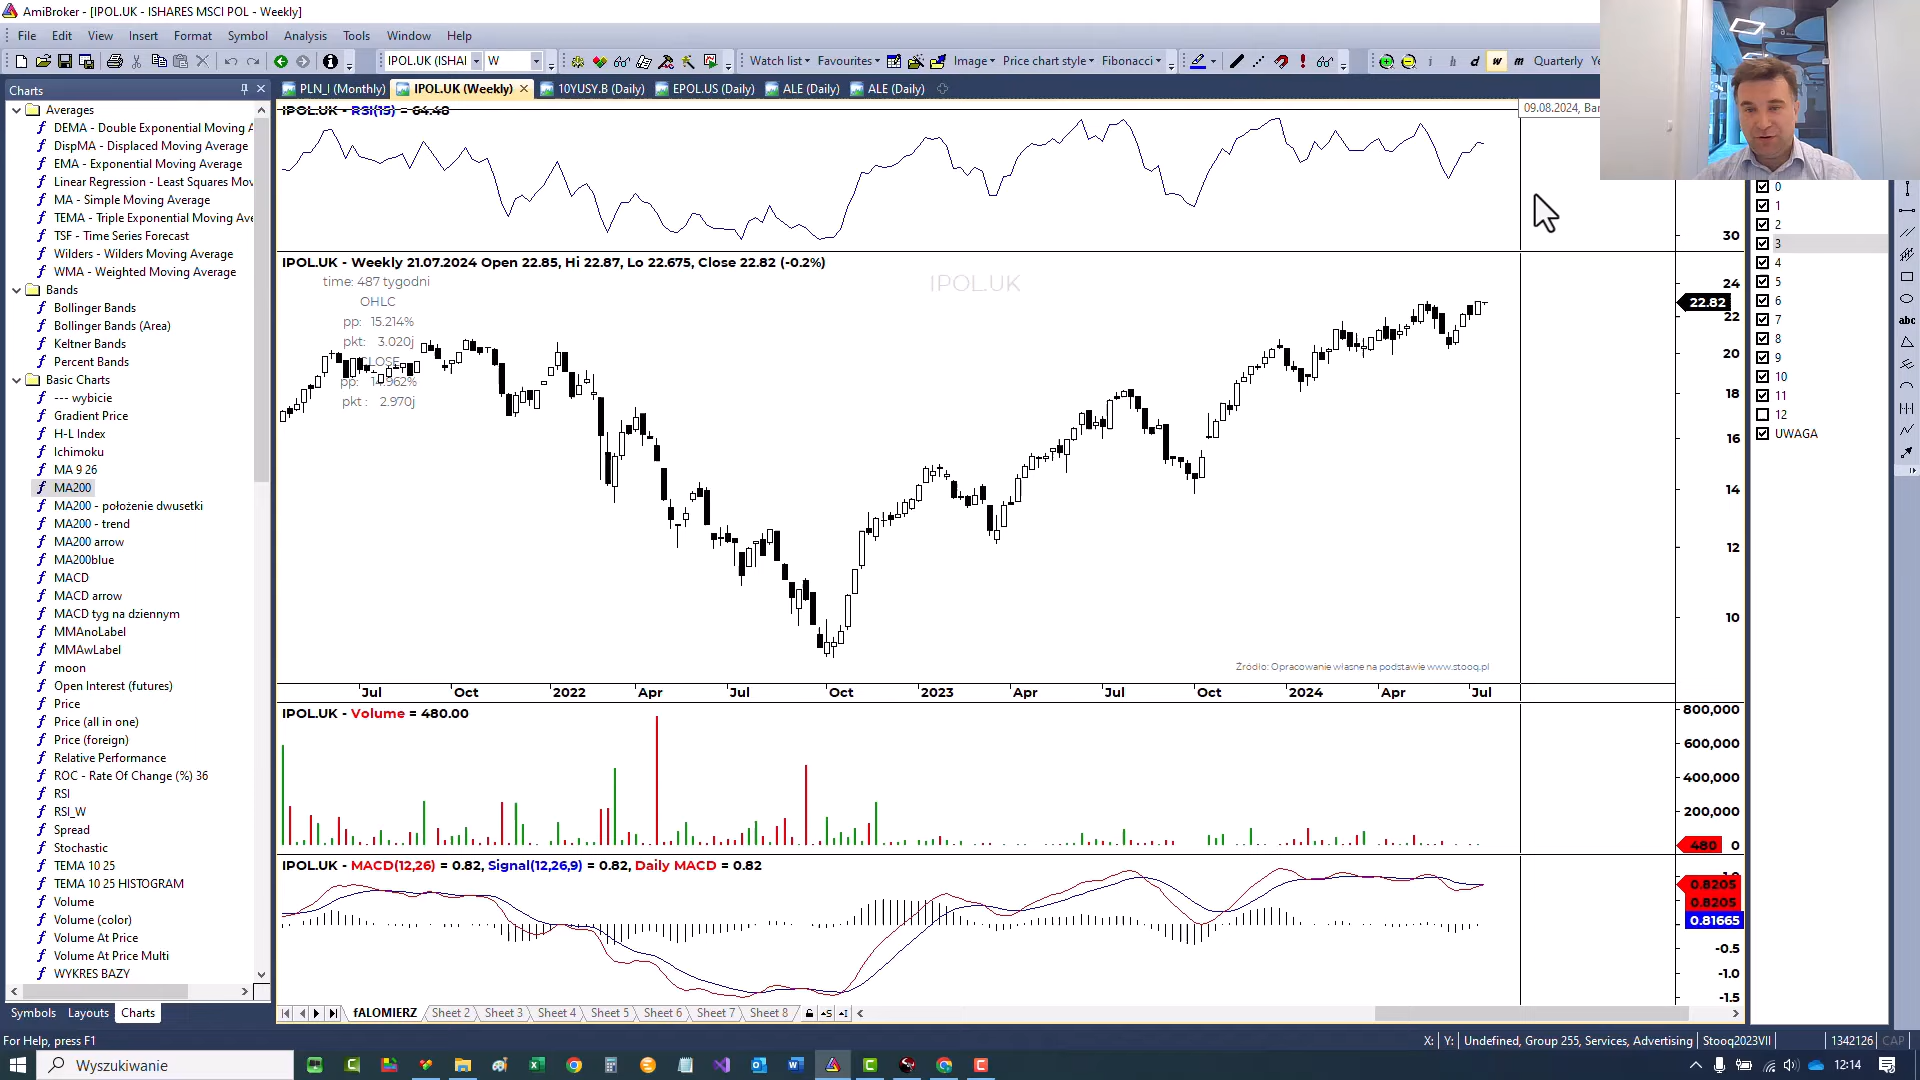 AmiBroker - [IPOL.UK - ISHARES MSCI POL - Weekly]
File Edit View Insert Format Symbol Analysis Tools Window Help
IPOL.UK (ISHAI W Watch list Favourites Image Price chart style Fibonacci i h d w m Quarterly Ye
Charts
PLN_I (Monthly) IPOL.UK (Weekly) 10YUSY.B (Daily) EPOL.US (Daily) ALE (Daily) ALE (Daily)
Averages
DEMA - Double Exponential Moving A
DispMA - Displaced Moving Average
EMA - Exponential Moving Average
Linear Regression - Least Squares Mov
MA - Simple Moving Average
TEMA - Triple Exponential Moving Ave
TSF - Time Series Forecast
Wilders - Wilders Moving Average
WMA - Weighted Moving Average
Bands
Bollinger Bands
Bollinger Bands (Area)
Keltner Bands
Percent Bands
Basic Charts
--- wybicie
Gradient Price
H-L Index
Ichimoku
MA 9 26
MA200
MA200 - położenie dwusetki
MA200 - trend
MA200 arrow
MA200blue
MACD
MACD arrow
MACD tyg na dziennym
MMAnoLabel
MMAwLabel
moon
Open Interest (futures)
Price
Price (all in one)
Price (foreign)
Relative Performance
ROC - Rate Of Change (%) 36
RSI
RSI_W
Spread
Stochastic
TEMA 10 25
TEMA 10 25 HISTOGRAM
Volume
Volume (color)
Volume At Price
Volume At Price Multi
WYKRES BAZY
Symbols Layouts Charts
IPOL.UK - RSI(15) = 64.48
09.08.2024, Bar
30
IPOL.UK - Weekly 21.07.2024 Open 22.85, Hi 22.87, Lo 22.675, Close 22.82 (-0.2%)
time: 487 tygodni
OHLC
pp: 15.214%
pkt: 3.020j
CLOSE
pp: 14.962%
pkt : 2.970j
IPOL.UK
24
22.82
22
20
18
16
14
12
10
Źródło: Opracowanie własne na podstawie www.stooq.pl
Jul Oct 2022 Apr Jul Oct 2023 Apr Jul Oct 2024 Apr Jul
IPOL.UK - Volume = 480.00
800,000
600,000
400,000
200,000
480 0
IPOL.UK - MACD(12,26) = 0.82, Signal(12,26,9) = 0.82, Daily MACD = 0.82
0.8205
0.8205
0.81665
-0.5
-1.0
-1.5
fALOMIERZ Sheet 2 Sheet 3 Sheet 4 Sheet 5 Sheet 6 Sheet 7 Sheet 8
0
1
2
3
4
5
6
7
8
9
10
11
12
UWAGA
abc
For Help, press F1
X: Y: Undefined, Group 255, Services, Advertising Stooq2023VII 1342126 CAP
Wyszukiwanie
12:14